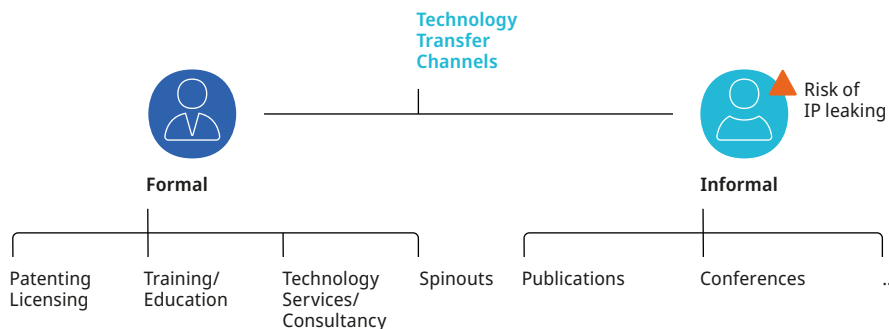 Technology
Transfer
Channels
Risk of
IP leaking
Formal
Informal
Patenting
Licensing
Training/
Education
Technology
Services/
Consultancy
Spinouts
Publications
Conferences
..